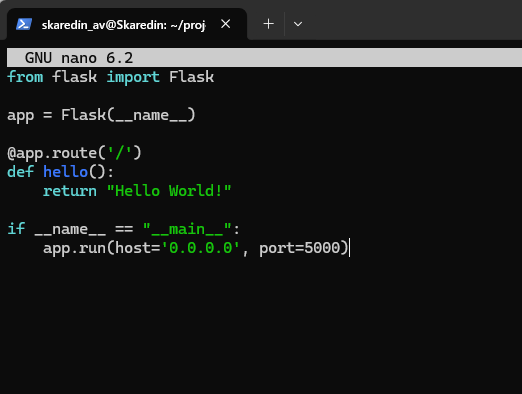 skaredin_av@Skaredin: ~/proj
GNU nano 6.2
from flask import Flask
app = Flask(__name__)
@app.route('/')
def hello():
    return "Hello World!"
if __name__ == "__main__":
    app.run(host='0.0.0.0', port=5000)